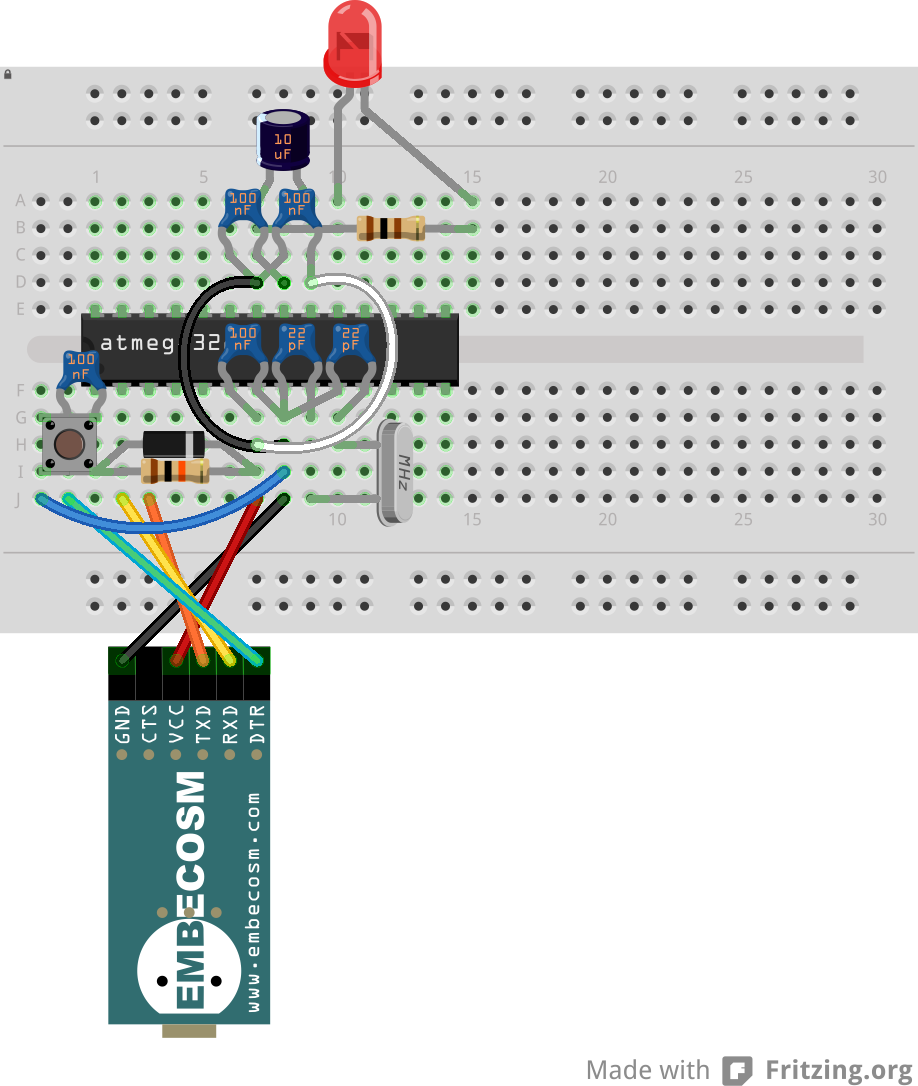 10
uF
1
5
10
15
20
25
30
100
nF
100
nF
A
B
C
D
E
atmeg 32
100
nF
22
pF
22
pF
100
nF
F
G
H
I
J
MHz
10
15
20
25
30
GND
CTS
VCC
TXD
RXD
DTR
EMBECOSM
EMBECOSM
www.embecosm.com
Made with Fritzing.org